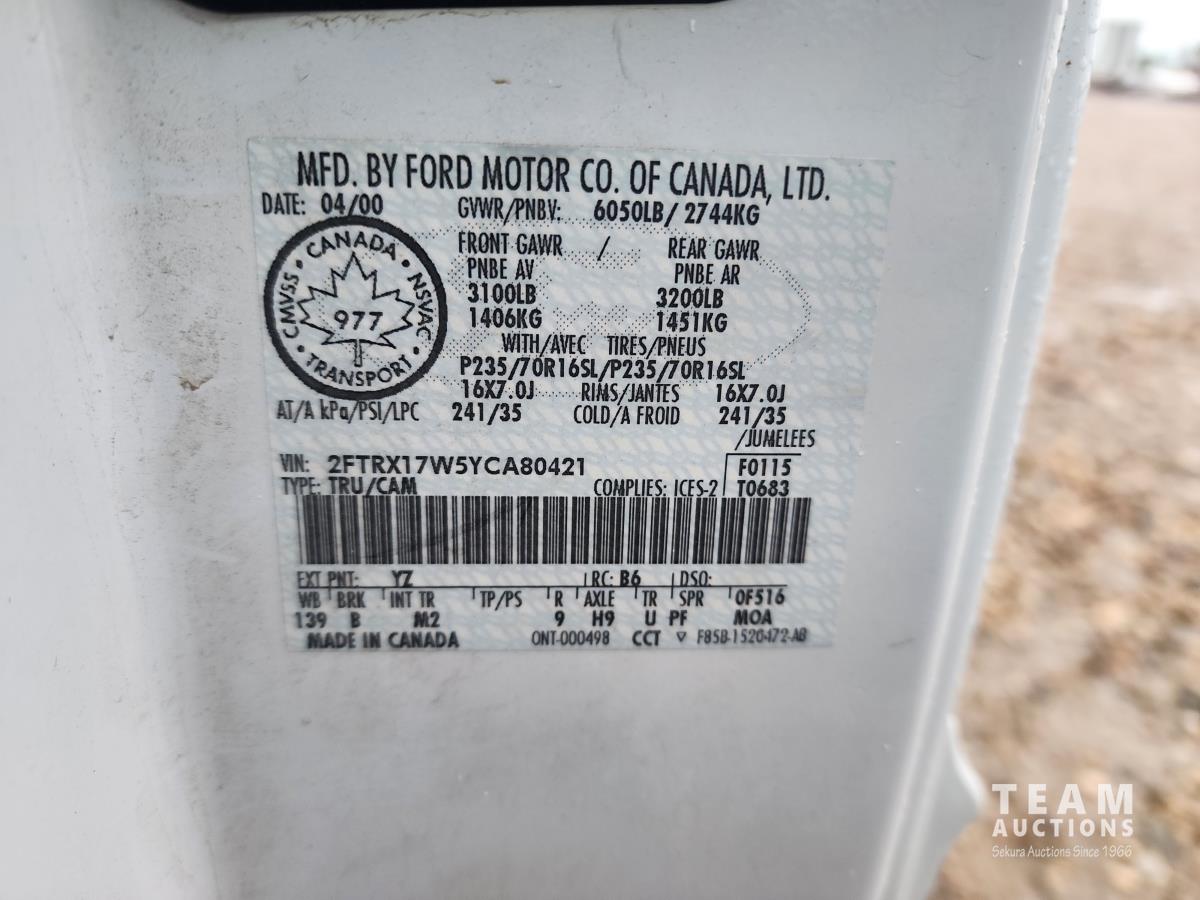 MFD. BY FORD MOTOR CO. OF CANADA, LTD.
DATE: 04/00 GVWR/PNBV: 6050LB/ 2744KG
CANADA
CMVSS NSVAC
977
TRANSPORT
FRONT GAWR / REAR GAWR
PNBE AV PNBE AR
3100LB 3200LB
1406KG 1451KG
WITH/AVEC TIRES/PNEUS
P235/70R16SL/P235/70R16SL
16X7.0J RIMS/JANTES 16X7.0J
AT/A kPa/PSI/LPC 241/35 COLD/A FROID 241/35
/JUMELEES
VIN: 2FTRX17W5YCA80421 F0115
TYPE: TRU/CAM COMPLIES: ICES-2 T0683
EXT PNT: YZ RC: B6 DSO:
WB BRK INT TR TP/PS R AXLE TR SPR 0F516
139 B M2 9 H9 U PF MOA
MADE IN CANADA ONT-000498 CCT ▽ F85B-1520472-AB
TEAM
AUCTIONS
Sekura Auctions Since 1966